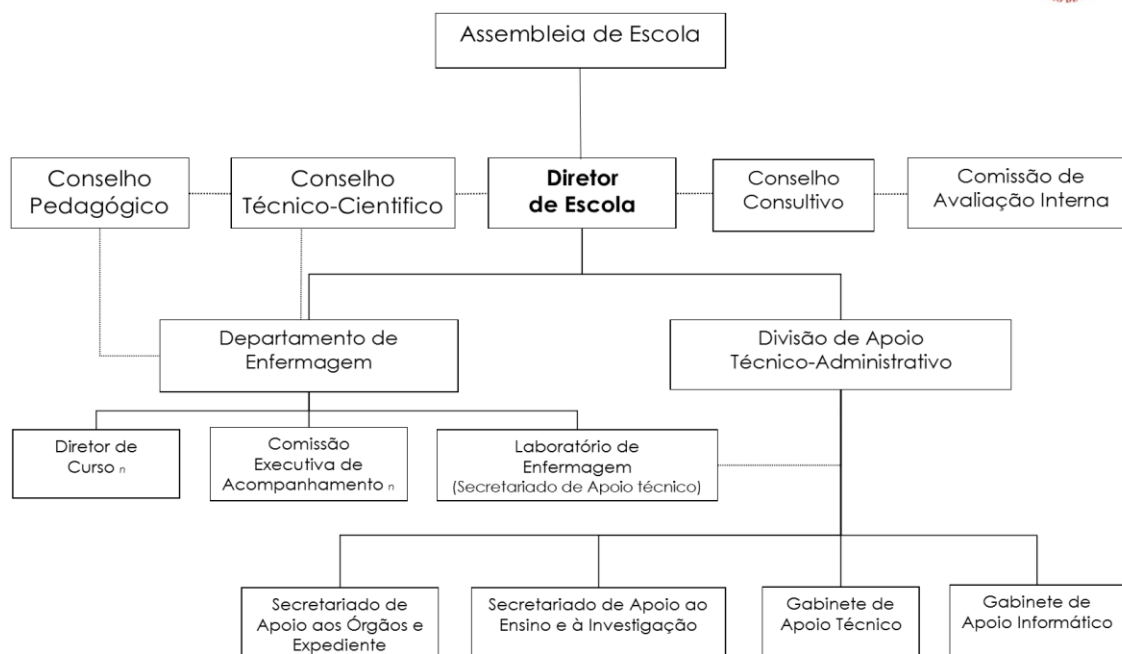 Assembleia de Escola
Conselho
Pedagógico
Conselho
Técnico-Cientifico
Diretor
de Escola
Conselho
Consultivo
Comissão de
Avaliação Interna
Departamento de
Enfermagem
Divisão de Apoio
Técnico-Administrativo
Diretor de
Curso n
Comissão
Executiva de
Acompanhamento n
Laboratório de
Enfermagem
(Secretariado de Apoio técnico)
Secretariado de
Apoio aos Órgãos e
Expediente
Secretariado de Apoio ao
Ensino e à Investigação
Gabinete de
Apoio Técnico
Gabinete de
Apoio Informático